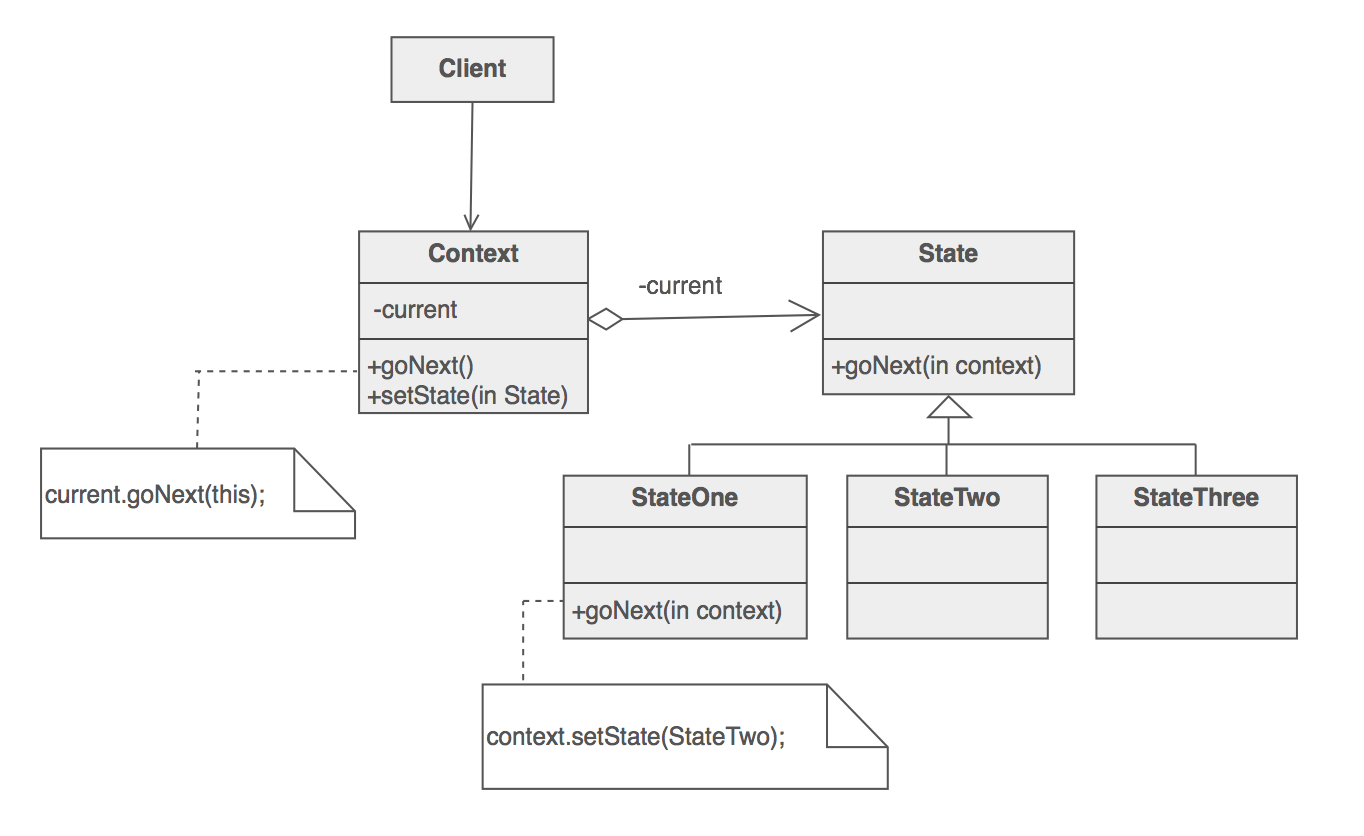 Client
Context
-current
+goNext()
+setState(in State)
-current
State
+goNext(in context)
current.goNext(this);
StateOne
+goNext(in context)
StateTwo
StateThree
context.setState(StateTwo);